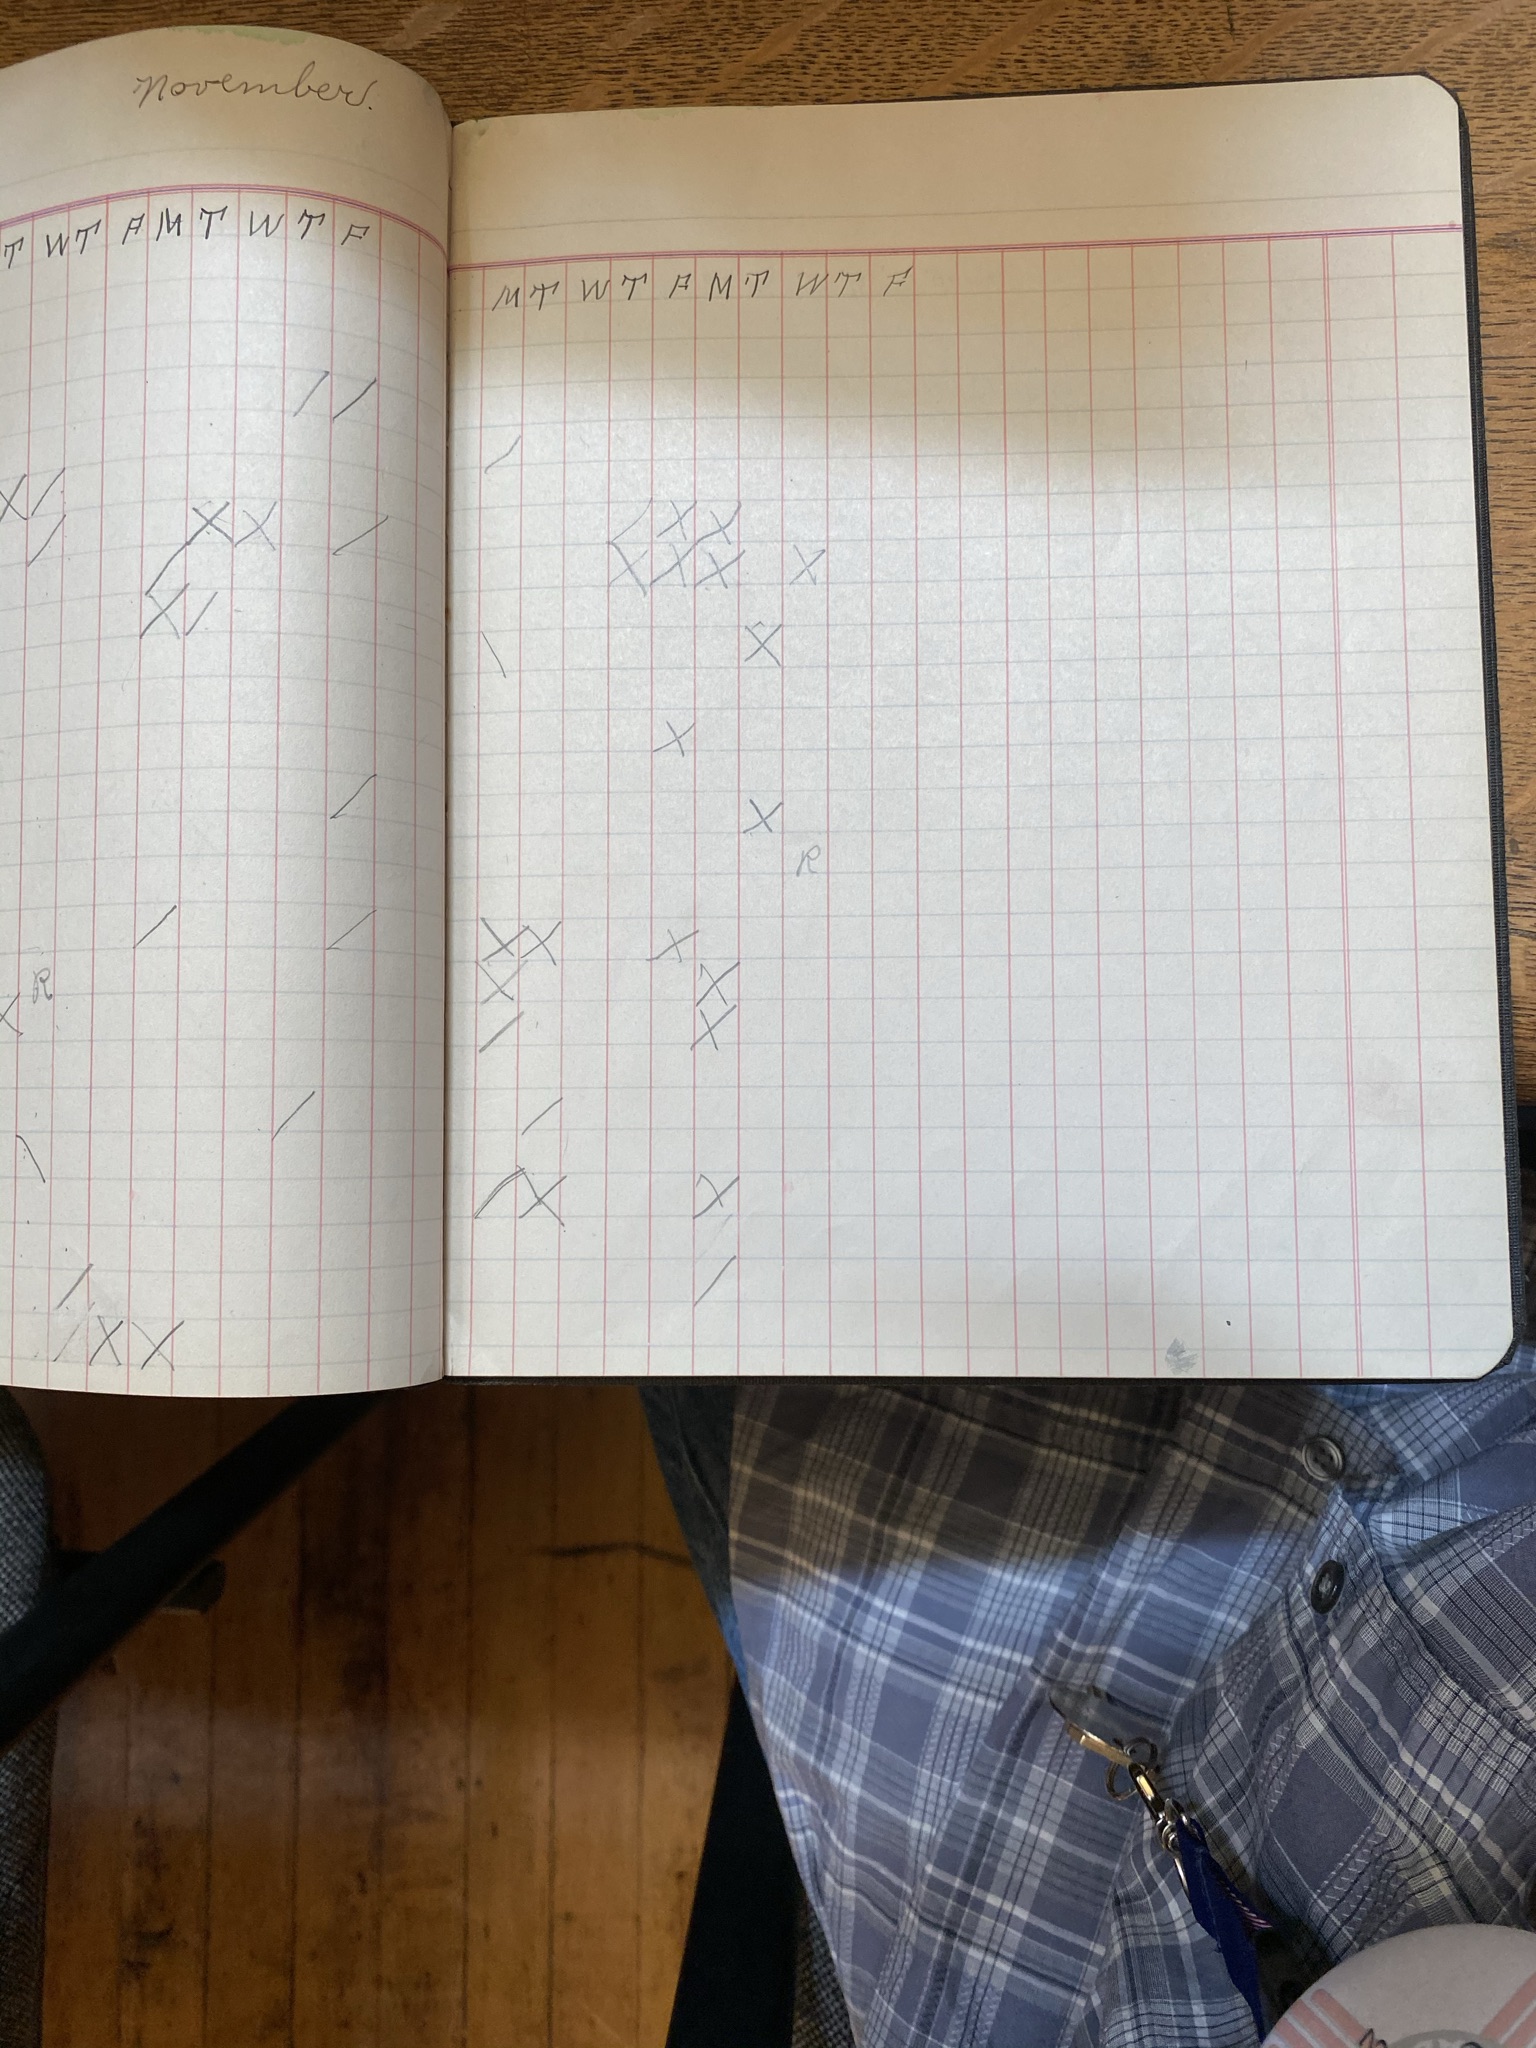 November.
T W T F M T W T F
M T W T F M T W T F
/ /
/
X / X X / / X X
/ X X X X
X / \ X
X
/ X
R
/ / X X X
R X X
X / X
/ /
\ / X X
/ /
/ X X